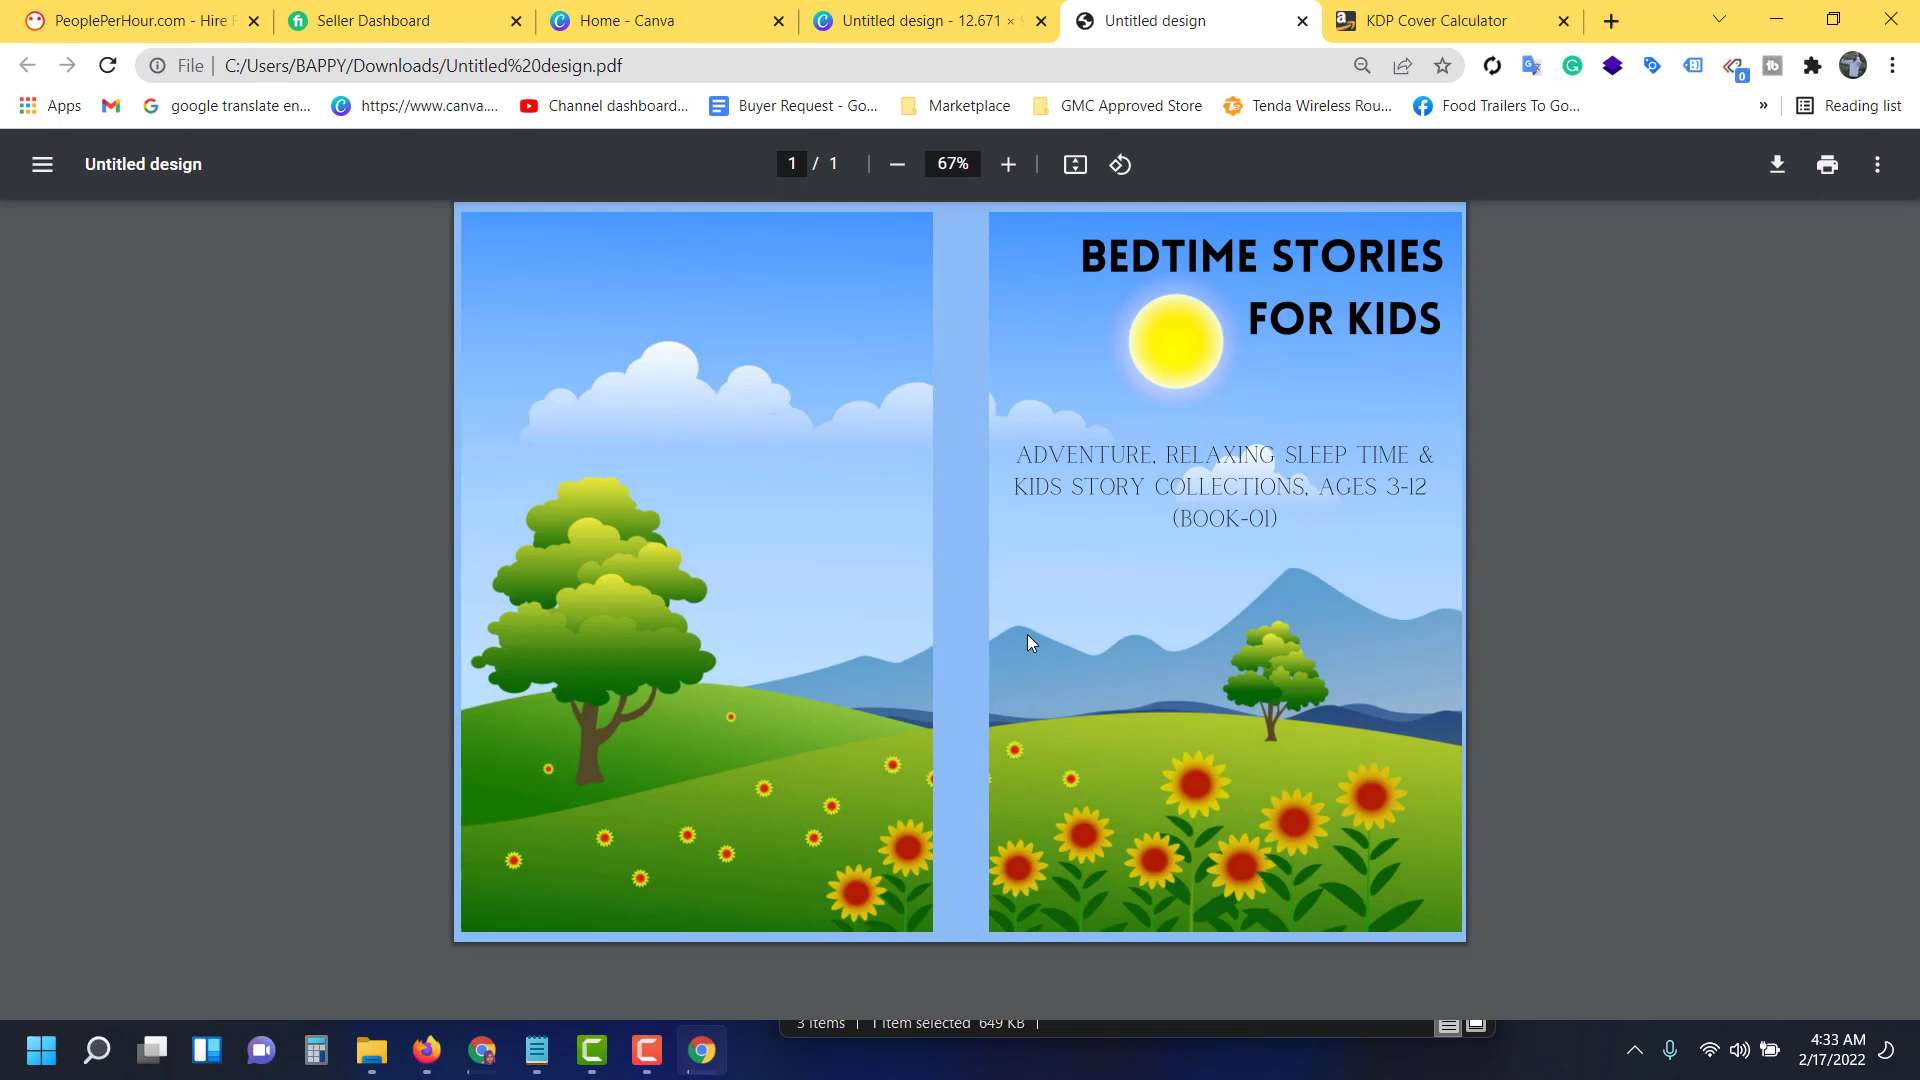 PeoplePerHour.com - Hire
Seller Dashboard
Home - Canva
Untitled design - 12.671 ×
Untitled design
KDP Cover Calculator
File
C:/Users/BAPPY/Downloads/Untitled%20design.pdf
0
Apps
google translate en...
https://www.canva....
Channel dashboard...
Buyer Request - Go...
Marketplace
GMC Approved Store
Tenda Wireless Rou...
Food Trailers To Go...
»
Reading list
Untitled design
1 / 1
67%
BEDTIME STORIES
FOR KIDS
ADVENTURE, RELAXING SLEEP TIME &
KIDS STORY COLLECTIONS, AGES 3-12
(BOOK-01)
3 items
1 item selected 649 KB
4:33 AM
2/17/2022